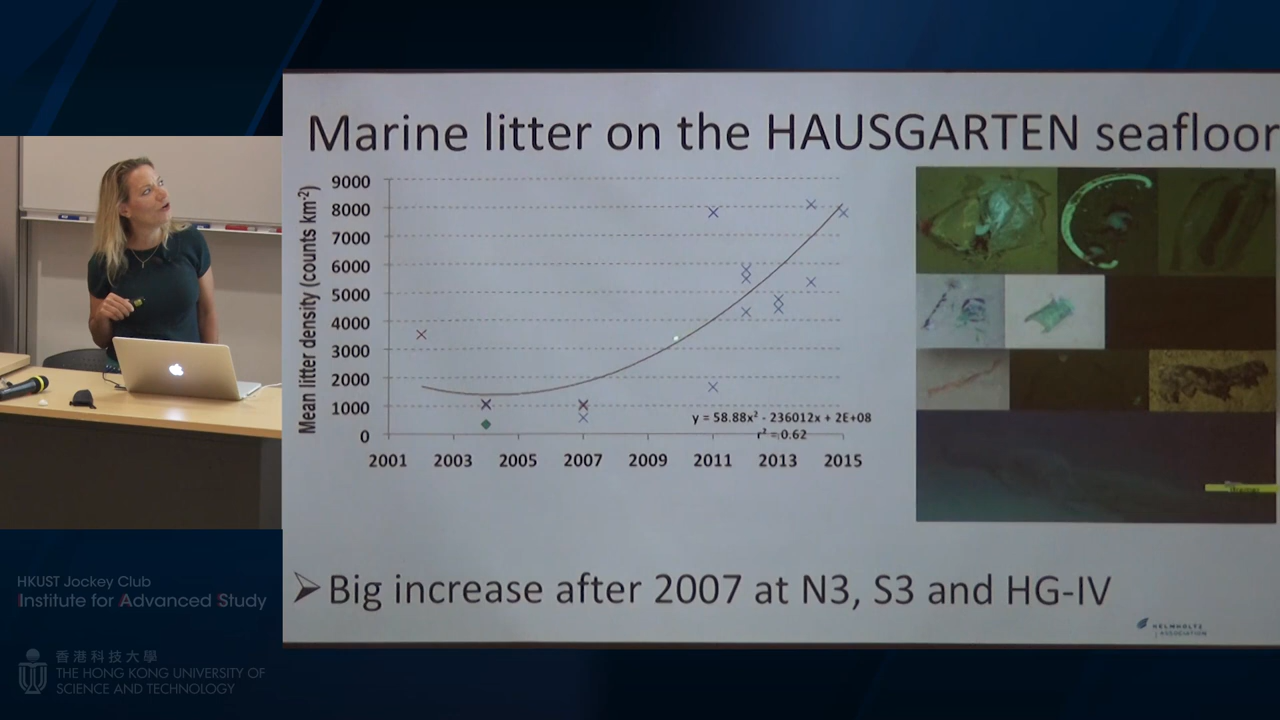 Marine litter on the HAUSGARTEN seafloor
Mean litter density (counts km⁻²)
9000
8000
7000
6000
5000
4000
3000
2000
1000
0
y = 58.88x² - 236012x + 2E+08
r² = 0.62
2001 2003 2005 2007 2009 2011 2013 2015
➢ Big increase after 2007 at N3, S3 and HG-IV
HELMHOLTZ
ASSOCIATION
HKUST Jockey Club
Institute for Advanced Study
香港科技大學
THE HONG KONG UNIVERSITY OF
SCIENCE AND TECHNOLOGY